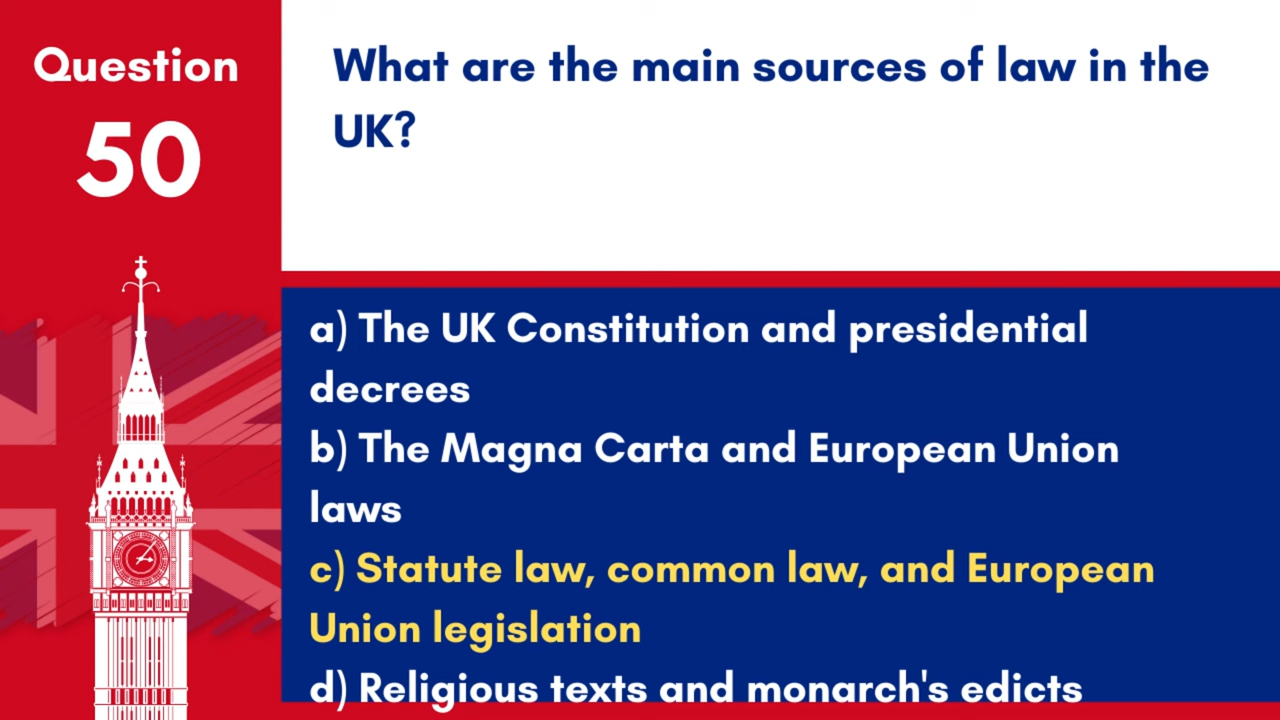 Question
50
What are the main sources of law in the
UK?
a) The UK Constitution and presidential
decrees
b) The Magna Carta and European Union
laws
c) Statute law, common law, and European
Union legislation
d) Religious texts and monarch's edicts